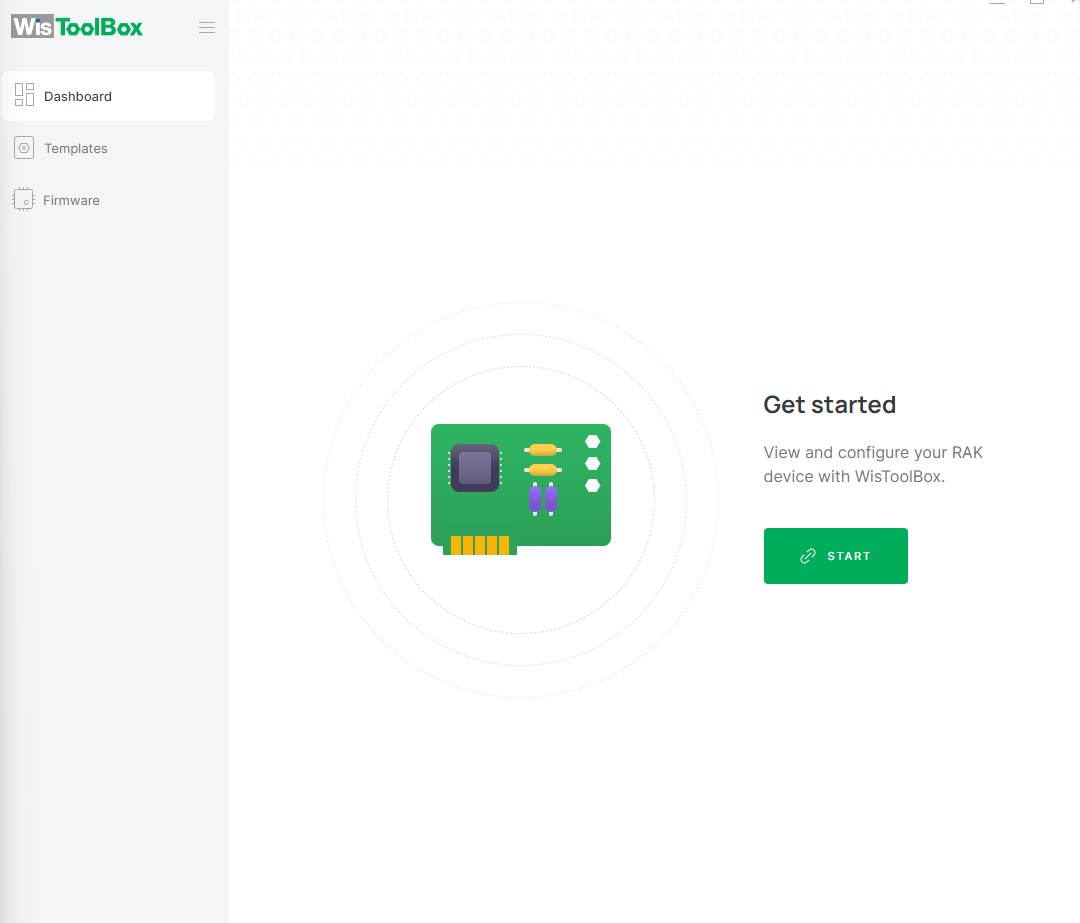 WisToolBox
Dashboard
Templates
Firmware
Get started
View and configure your RAK
device with WisToolBox.
START